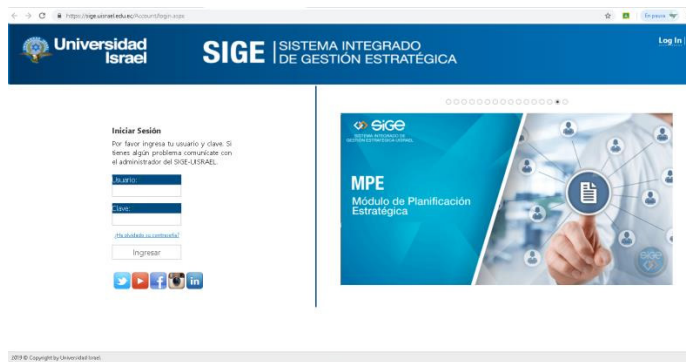 https://sige.uisrael.edu.ec/Account/login.aspx
En pausa
Universidad
Israel
SIGE
SISTEMA INTEGRADO
DE GESTIÓN ESTRATÉGICA
Log In
Iniciar Sesión
Por favor ingresa tu usuario y clave. Si
tienes algún problema comunícate con
el administrador del SIGE-UISRAEL.
Usuario:
Clave:
¿Ha olvidado su contraseña?
Ingresar
SIGE
SISTEMA INTEGRADO DE
GESTIÓN ESTRATÉGICA UISRAEL
MPE
Módulo de Planificación
Estratégica
2019 © Copyright by Universidad Israel.